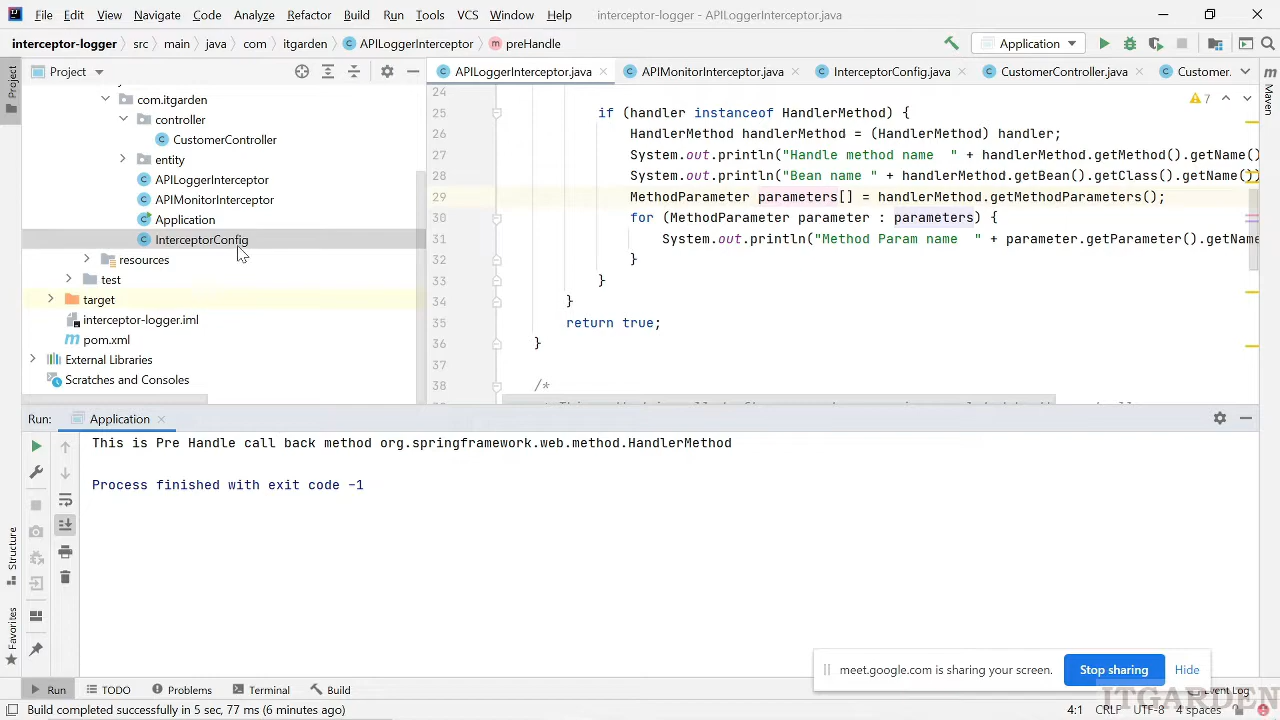 File Edit View Navigate Code Analyze Refactor Build Run Tools VCS Window Help interceptor-logger - APILoggerInterceptor.java
interceptor-logger src main java com itgarden APILoggerInterceptor preHandle Application
Project
Project
APILoggerInterceptor.java APIMonitorInterceptor.java InterceptorConfig.java CustomerController.java Customer.
Maven
com.itgarden
controller
CustomerController
entity
APILoggerInterceptor
APIMonitorInterceptor
Application
InterceptorConfig
resources
test
target
interceptor-logger.iml
pom.xml
External Libraries
Scratches and Consoles
7
24
25 if (handler instanceof HandlerMethod) {
26 HandlerMethod handlerMethod = (HandlerMethod) handler;
27 System.out.println("Handle method name  " + handlerMethod.getMethod().getName()
28 System.out.println("Bean name " + handlerMethod.getBean().getClass().getName())
29 MethodParameter parameters[] = handlerMethod.getMethodParameters();
30 for (MethodParameter parameter : parameters) {
31 System.out.println("Method Param name  " + parameter.getParameter().getName
32 }
33 }
34 }
35 return true;
36 }
37
38 /*
Run: Application
This is Pre Handle call back method org.springframework.web.method.HandlerMethod
Process finished with exit code -1
Structure
Favorites
meet.google.com is sharing your screen. Stop sharing Hide
Run TODO Problems Terminal Build Event Log
Build completed successfully in 5 sec, 77 ms (6 minutes ago) 4:1 CRLF UTF-8 4 spaces
ITGARDEN